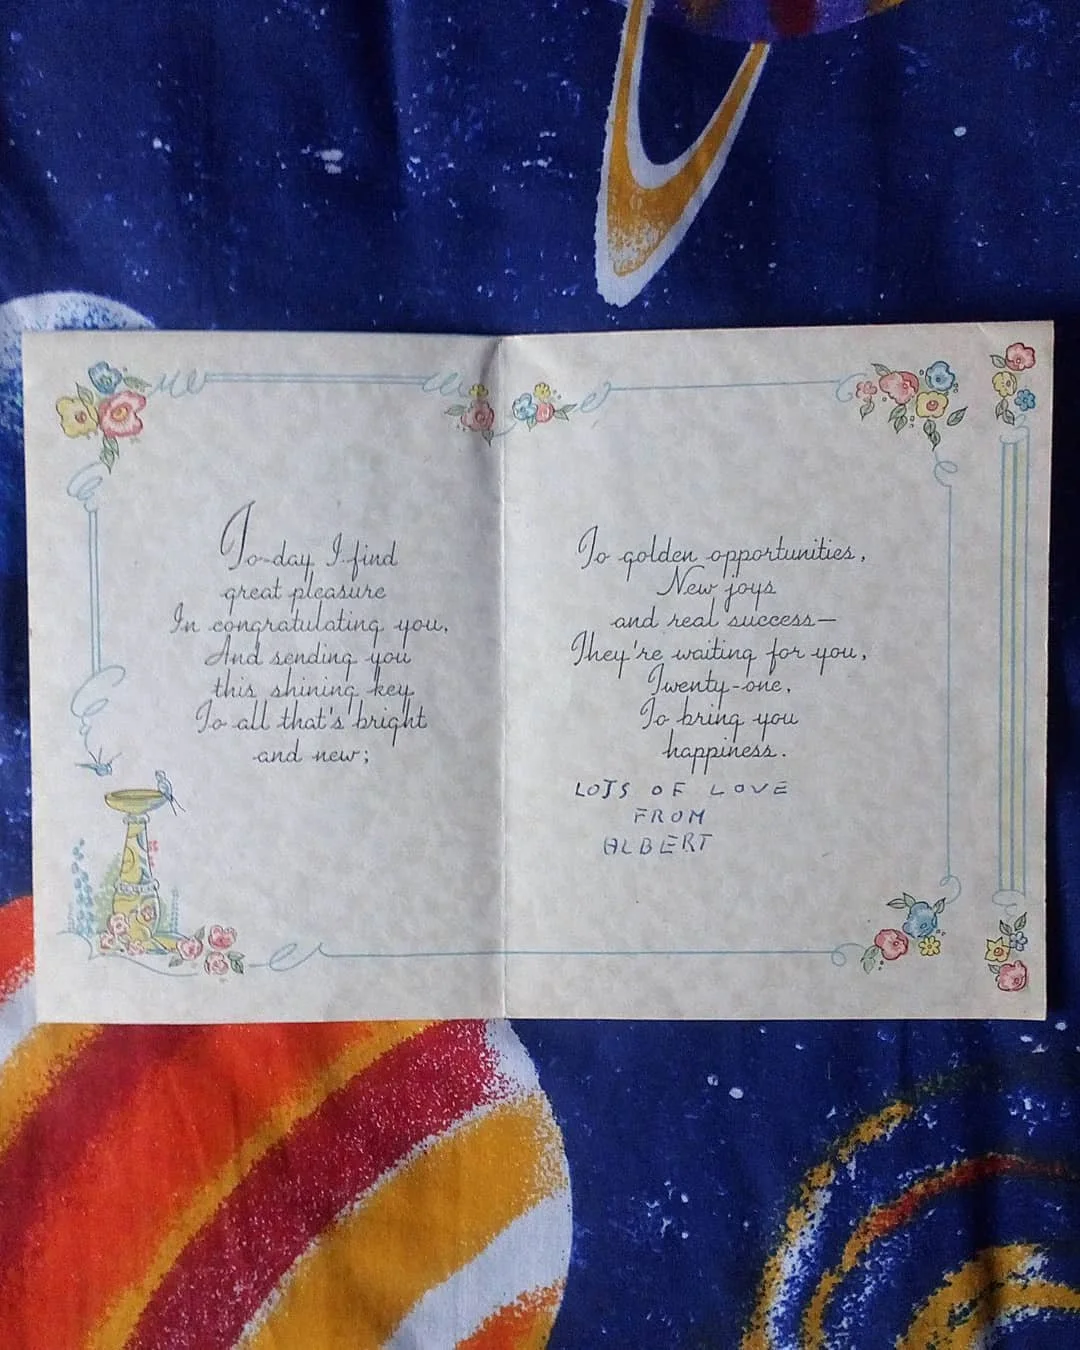 To-day I find
great pleasure
In congratulating you,
And sending you
this shining key
To all that's bright
and new;
To golden opportunities,
New joys
and real success—
They're waiting for you,
Twenty-one,
To bring you
happiness.
LOTS OF LOVE
FROM
ALBERT